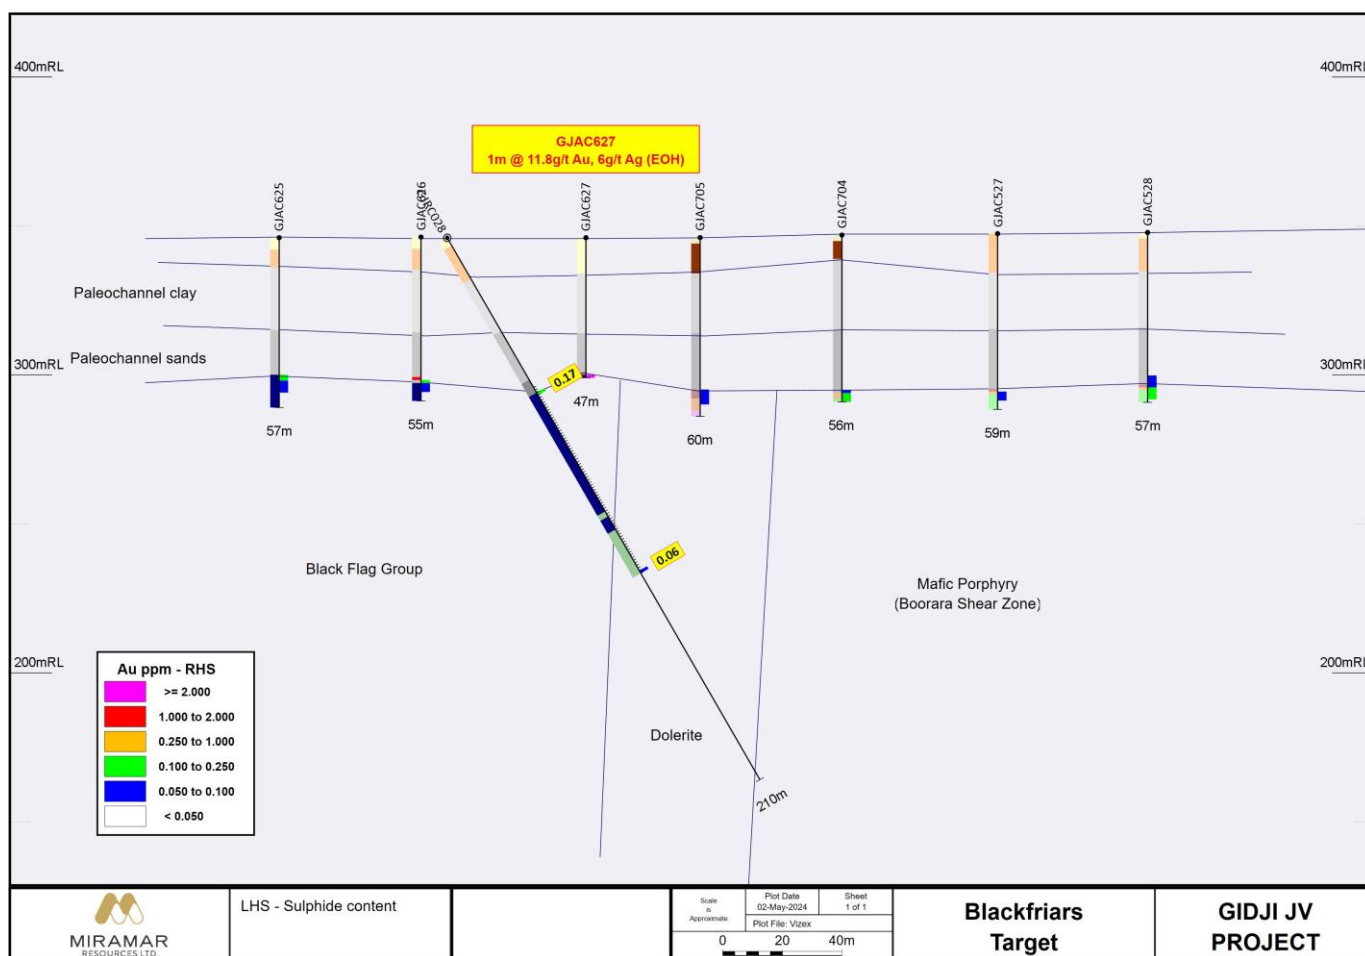 400mRL
400mRL
GJAC627
1m @ 11.8g/t Au, 6g/t Ag (EOH)
GJAC625
GJAC626
GJAC627
GJAC705
GJAC704
GJAC527
GJAC528
Paleochannel clay
Paleochannel sands
300mRL
300mRL
0.17
47m
57m
55m
60m
56m
59m
57m
0.06
Black Flag Group
Mafic Porphyry
(Boorara Shear Zone)
200mRL
200mRL
Au ppm - RHS
>= 2.000
1.000 to 2.000
0.250 to 1.000
0.100 to 0.250
0.050 to 0.100
< 0.050
Dolerite
210m
MIRAMAR
RESOURCES LTD
LHS - Sulphide content
Scale
is
Approximate
Plot Date
02-May-2024
Sheet
1 of 1
Plot File: Vizex
0 20 40m
Blackfriars
Target
GIDJI JV
PROJECT